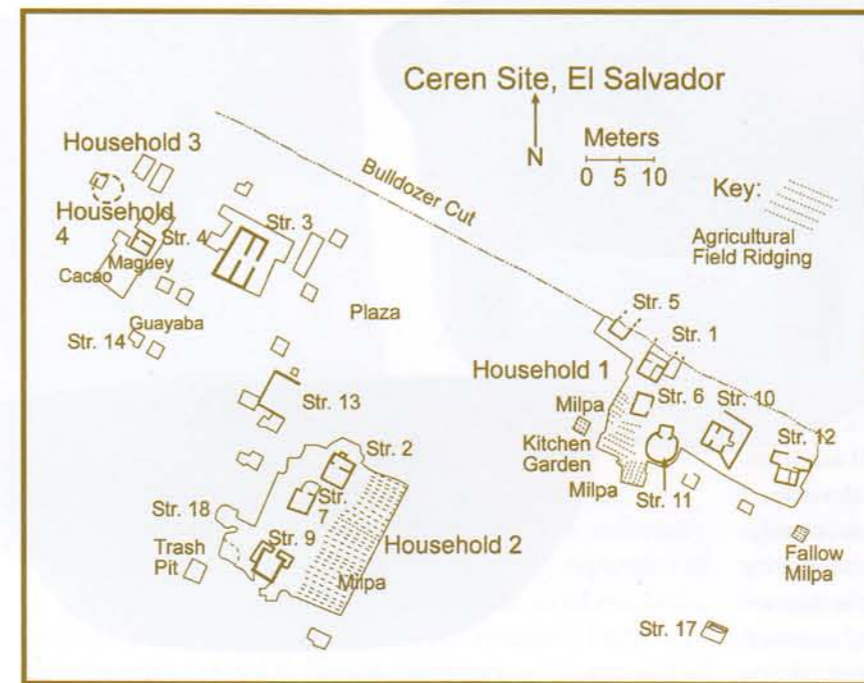 Ceren Site, El Salvador
N
Meters
0 5 10
Key:
Agricultural
Field Ridging
Bulldozer Cut
Household 3
Household
4
Str. 4
Maguey
Cacao
Guayaba
Str. 14
Str. 3
Plaza
Str. 13
Str. 5
Str. 1
Household 1
Str. 6
Str. 10
Str. 12
Milpa
Kitchen
Garden
Milpa
Str. 11
Fallow
Milpa
Str. 17
Str. 2
Str.
7
Str. 18
Str. 9
Trash
Pit
Household 2
Milpa